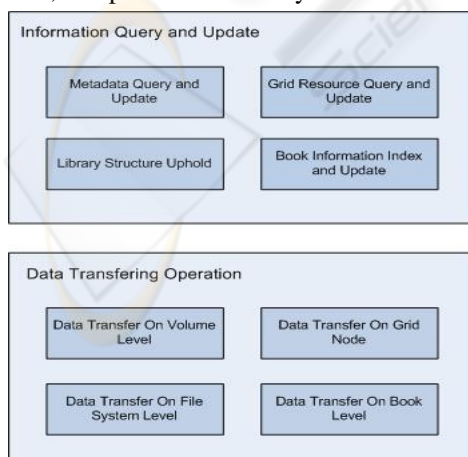 Information Query and Update
Metadata Query and
Update
Grid Resource Query and
Update
Library Structure Uphold
Book Information Index
and Update
Data Transfering Operation
Data Transfer On Volume
Level
Data Transfer On Grid
Node
Data Transfer On File
System Level
Data Transfer On Book
Level